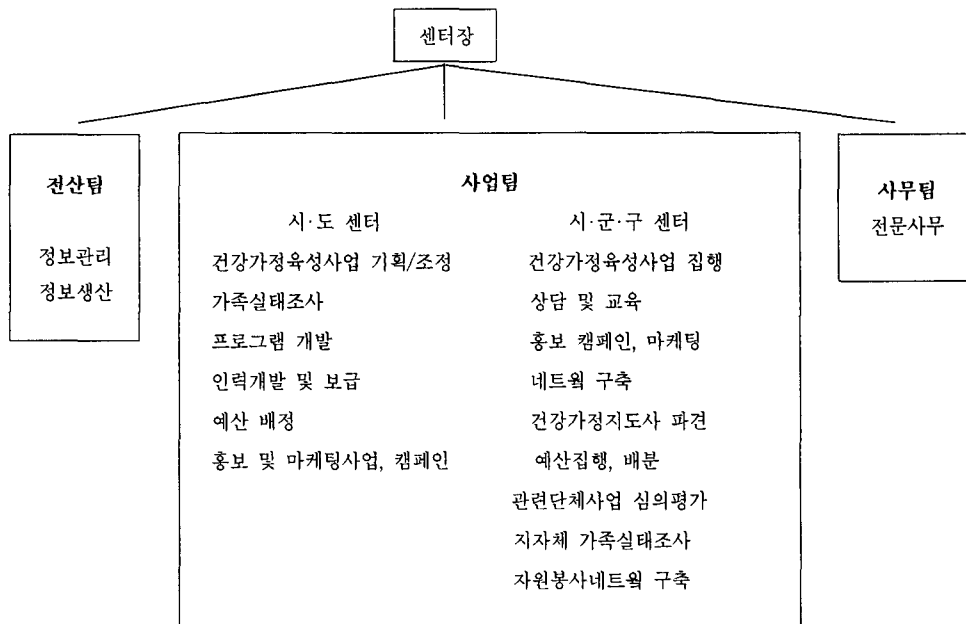 센터장
전산팀
정보관리
정보생산
사업팀
시·도 센터
건강가정육성사업 기획/조정
가족실태조사
프로그램 개발
인력개발 및 보급
예산 배정
홍보 및 마케팅사업, 캠페인
시·군·구 센터
건강가정육성사업 집행
상담 및 교육
홍보 캠페인, 마케팅
네트웍 구축
건강가정지도사 파견
예산집행, 배분
관련단체사업 심의평가
지자체 가족실태조사
자원봉사네트웍 구축
사무팀
전문사무